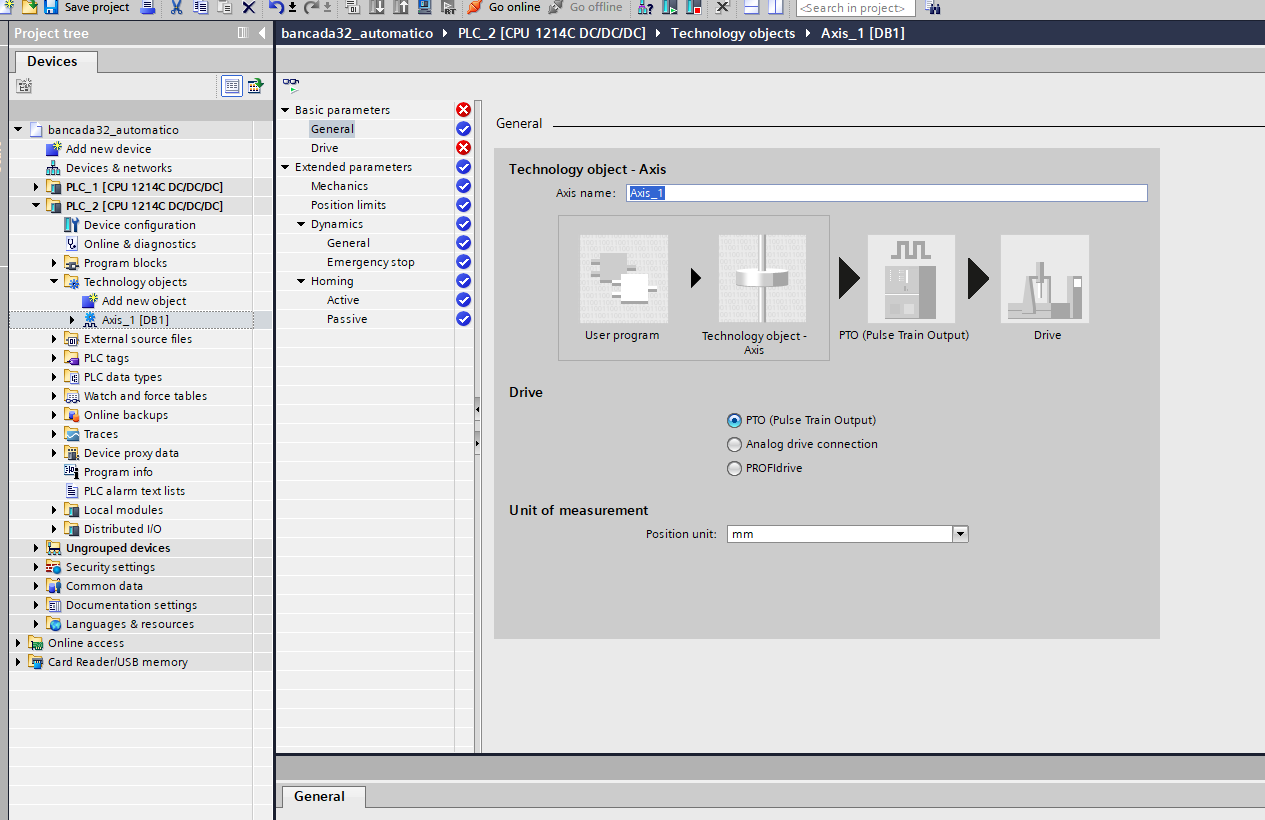 Save project
Go online
Go offline
<Search in project>
Project tree
bancada32_automatico
PLC_2 [CPU 1214C DC/DC/DC]
Technology objects
Axis_1 [DB1]
Devices
bancada32_automatico
Add new device
Devices & networks
PLC_1 [CPU 1214C DC/DC/DC]
PLC_2 [CPU 1214C DC/DC/DC]
Device configuration
Online & diagnostics
Program blocks
Technology objects
Add new object
Axis_1 [DB1]
External source files
PLC tags
PLC data types
Watch and force tables
Online backups
Traces
Device proxy data
Program info
PLC alarm text lists
Local modules
Distributed I/O
Ungrouped devices
Security settings
Common data
Documentation settings
Languages & resources
Online access
Card Reader/USB memory
Basic parameters
General
Drive
Extended parameters
Mechanics
Position limits
Dynamics
General
Emergency stop
Homing
Active
Passive
General
Technology object - Axis
Axis name: Axis_1
User program
Technology object -
Axis
PTO (Pulse Train Output)
Drive
Drive
PTO (Pulse Train Output)
Analog drive connection
PROFIdrive
Unit of measurement
Position unit: mm
General